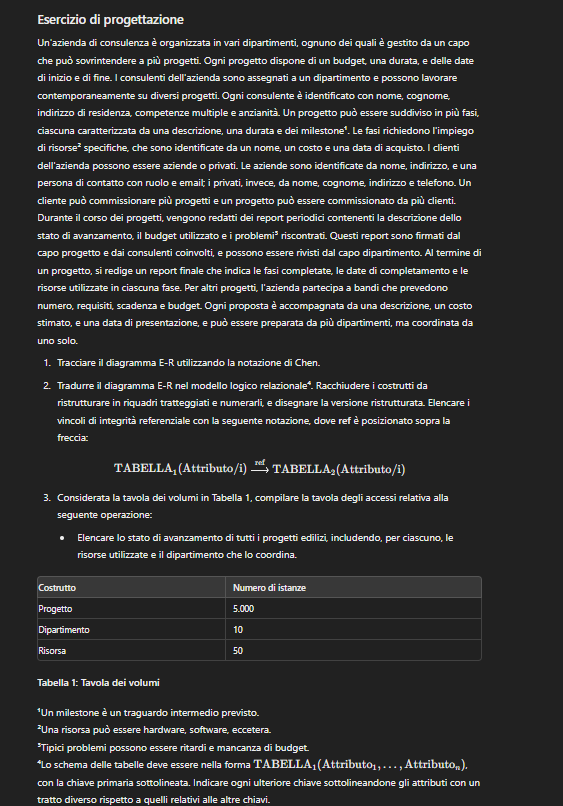 Esercizio di progettazione
Un'azienda di consulenza è organizzata in vari dipartimenti, ognuno dei quali è gestito da un capo
che può sovrintendere a più progetti. Ogni progetto dispone di un budget, una durata, e delle date
di inizio e di fine. I consulenti dell'azienda sono assegnati a un dipartimento e possono lavorare
contemporaneamente su diversi progetti. Ogni consulente è identificato con nome, cognome,
indirizzo di residenza, competenze multiple e anzianità. Un progetto può essere suddiviso in più fasi,
ciascuna caratterizzata da una descrizione, una durata e dei milestone¹. Le fasi richiedono l'impiego
di risorse² specifiche, che sono identificate da un nome, un costo e una data di acquisto. I clienti
dell'azienda possono essere aziende o privati. Le aziende sono identificate da nome, indirizzo, e una
persona di contatto con ruolo e email; i privati, invece, da nome, cognome, indirizzo e telefono. Un
cliente può commissionare più progetti e un progetto può essere commissionato da più clienti.
Durante il corso dei progetti, vengono redatti dei report periodici contenenti la descrizione dello
stato di avanzamento, il budget utilizzato e i problemi³ riscontrati. Questi report sono firmati dal
capo progetto e dai consulenti coinvolti, e possono essere rivisti dal capo dipartimento. Al termine di
un progetto, si redige un report finale che indica le fasi completate, le date di completamento e le
risorse utilizzate in ciascuna fase. Per altri progetti, l'azienda partecipa a bandi che prevedono
numero, requisiti, scadenza e budget. Ogni proposta è accompagnata da una descrizione, un costo
stimato, e una data di presentazione, e può essere preparata da più dipartimenti, ma coordinata da
uno solo.
1. Tracciare il diagramma E-R utilizzando la notazione di Chen.
2. Tradurre il diagramma E-R nel modello logico relazionale⁴. Racchiudere i costrutti da
ristrutturare in riquadri tratteggiati e numerarli, e disegnare la versione ristrutturata. Elencare i
vincoli di integrità referenziale con la seguente notazione, dove ref è posizionato sopra la
freccia:
TABELLA₁(Attributo/i) ref⟶ TABELLA₂(Attributo/i)
3. Considerata la tavola dei volumi in Tabella 1, compilare la tavola degli accessi relativa alla
seguente operazione:
• Elencare lo stato di avanzamento di tutti i progetti edilizi, includendo, per ciascuno, le
risorse utilizzate e il dipartimento che lo coordina.
Costrutto Numero di istanze
Progetto 5.000
Dipartimento 10
Risorsa 50
Tabella 1: Tavola dei volumi
¹Un milestone è un traguardo intermedio previsto.
²Una risorsa può essere hardware, software, eccetera.
³Tipici problemi possono essere ritardi e mancanza di budget.
⁴Lo schema delle tabelle deve essere nella forma TABELLA₁(Attributo₁, . . . , Attributoₙ),
con la chiave primaria sottolineata. Indicare ogni ulteriore chiave sottolineandone gli attributi con un
tratto diverso rispetto a quelli relativi alle altre chiavi.